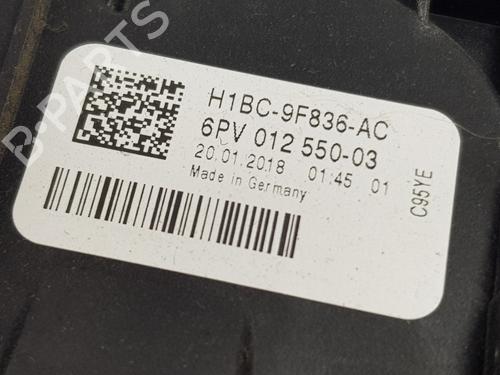 B-PARTS
H1BC-9F836-AC
6PV 012 550-03
20.01.2018 01:45 01
Made in Germany
C95YE